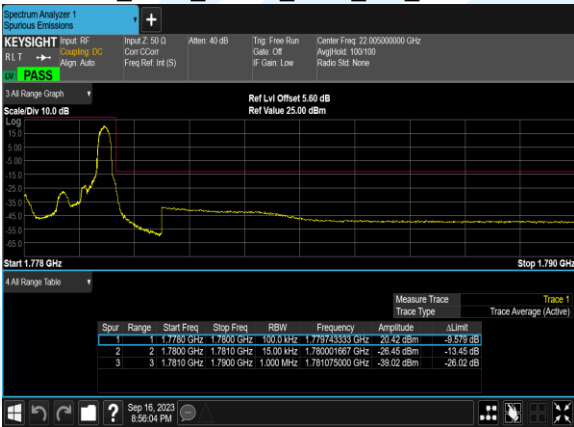 Spectrum Analyzer 1
Spurious Emissions
+
KEYSIGHT Input: RF Input Z: 50 Ω Atten: 40 dB Trig: Free Run Center Freq: 22.005000000 GHz
R L T Coupling: DC Corr CCorr Gate: Off Avg|Hold: 100/100
Align: Auto Freq Ref: Int (S) IF Gain: Low Radio Std: None
LW PASS
3 All Range Graph
Ref Lvl Offset 5.60 dB
Scale/Div 10.0 dB Ref Value 25.00 dBm
Log
15.0
5.00
-5.00
-15.0
-25.0
-35.0
-45.0
-55.0
-65.0
Start 1.778 GHz Stop 1.790 GHz
4 All Range Table
Measure Trace Trace 1
Trace Type Trace Average (Active)
Spur Range Start Freq Stop Freq RBW Frequency Amplitude ΔLimit
1 1 1.7780 GHz 1.7800 GHz 100.0 kHz 1.779743333 GHz 20.42 dBm -9.579 dB
2 2 1.7800 GHz 1.7810 GHz 15.00 kHz 1.780001667 GHz -26.45 dBm -13.45 dB
3 3 1.7810 GHz 1.7900 GHz 1.000 MHz 1.781075000 GHz -39.02 dBm -26.02 dB
? Sep 16, 2023
8:56:04 PM